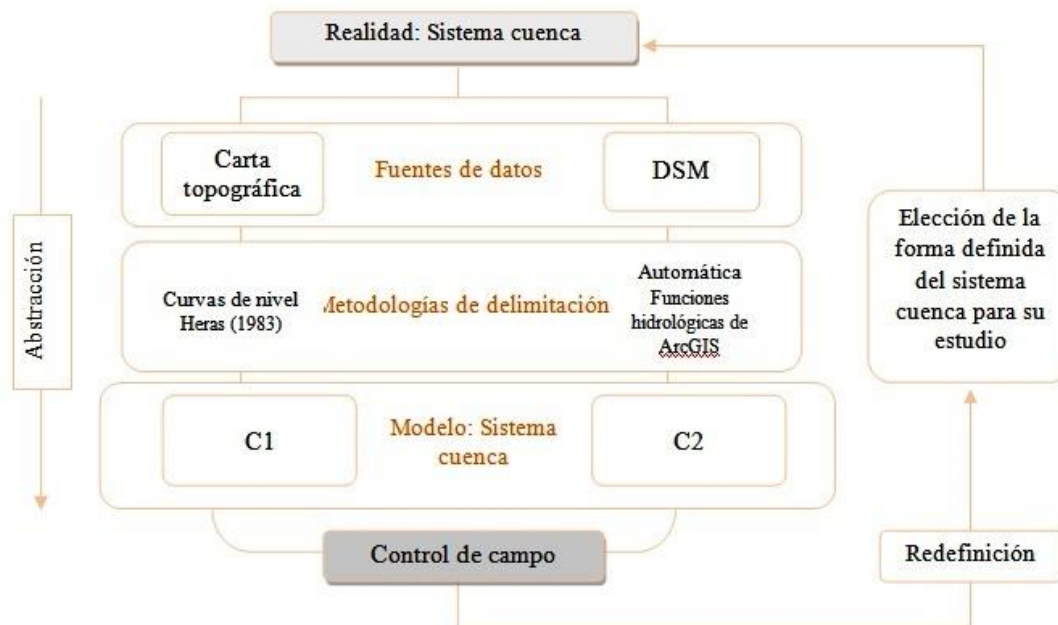 Realidad: Sistema cuenca
Carta
topográfica
Fuentes de datos
DSM
Curvas de nivel
Heras (1983)
Metodologías de delimitación
Automática
Funciones
hidrológicas de
ArcGIS
C1
Modelo: Sistema
cuenca
C2
Control de campo
Abstracción
Elección de la
forma definida
del sistema
cuenca para su
estudio
Redefinición